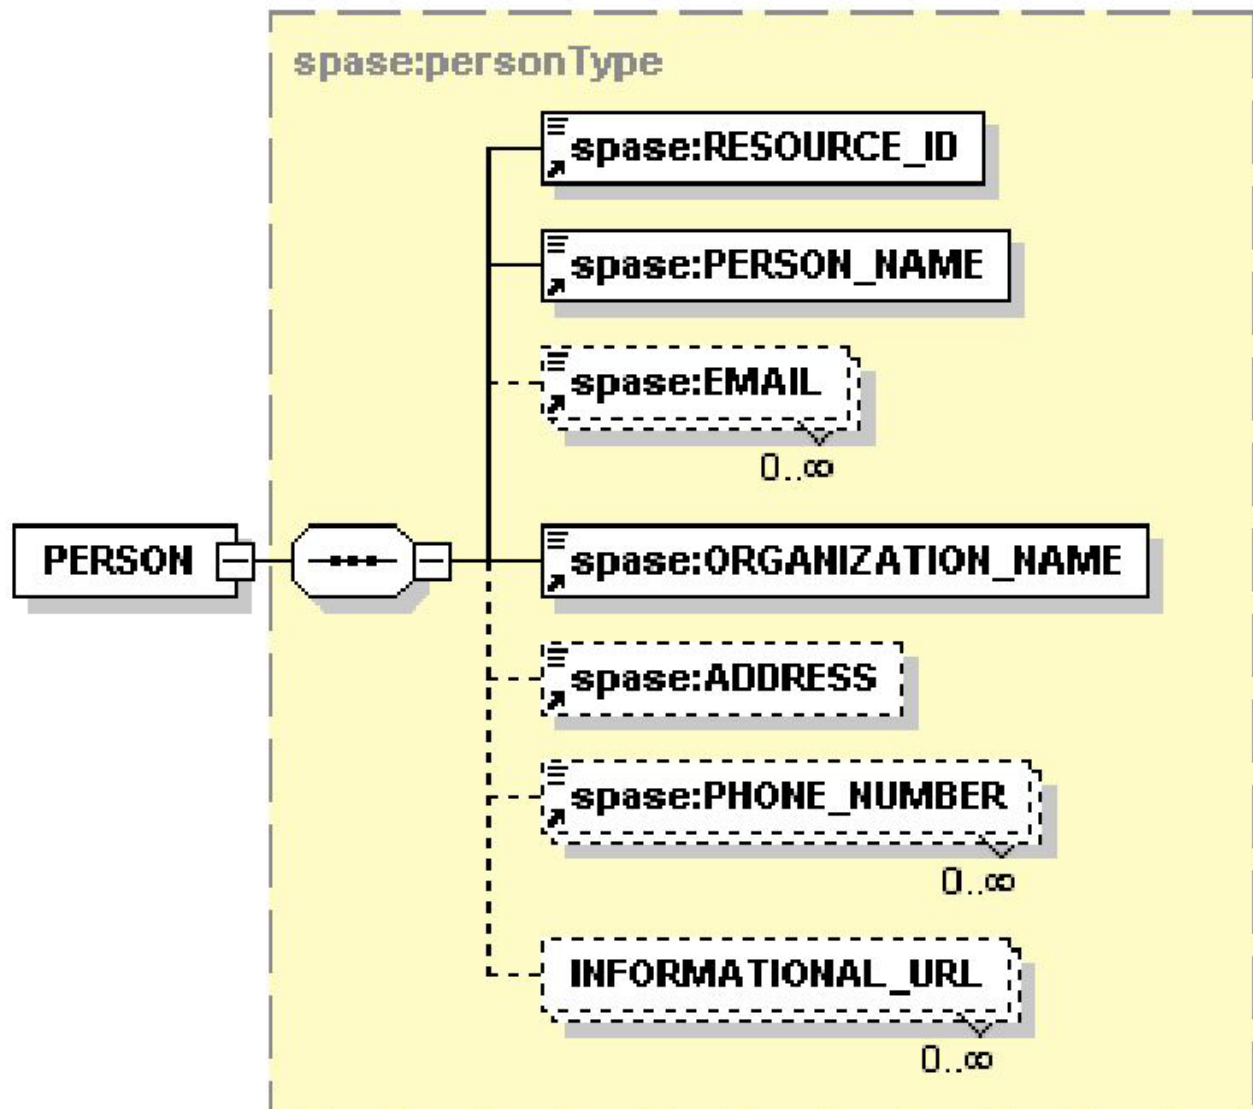 spase:personType
spase:RESOURCE_ID
spase:PERSON_NAME
spase:EMAIL
0..∞
PERSON
spase:ORGANIZATION_NAME
spase:ADDRESS
spase:PHONE_NUMBER
0..∞
INFORMATIONAL_URL
0..∞